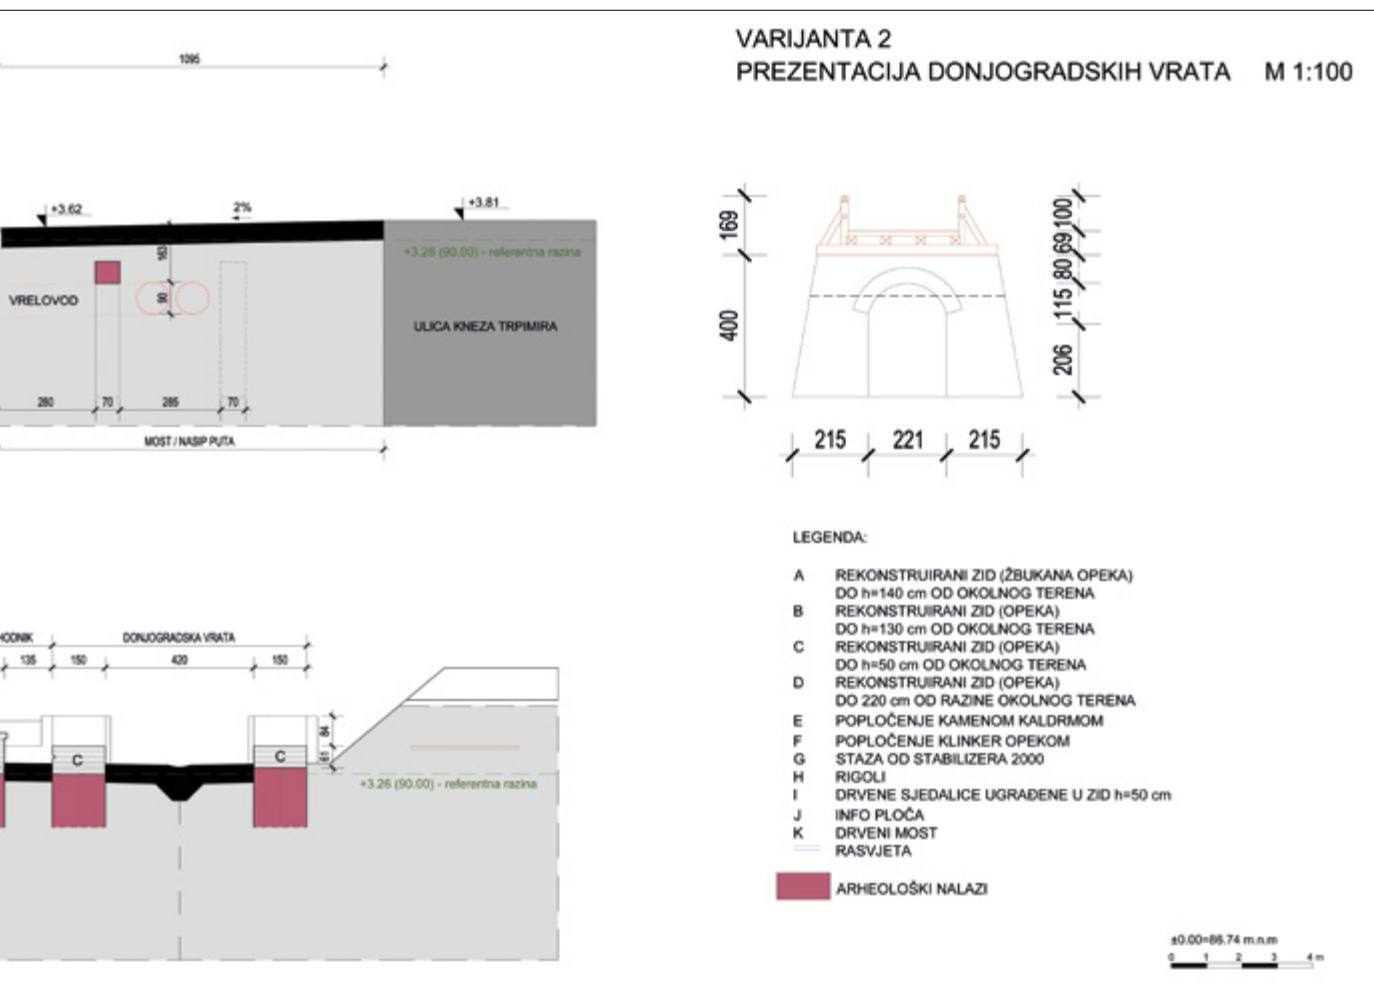 VARIJANTA 2
PREZENTACIJA DONJOGRADSKIH VRATA M 1:100
1095
+3.62
2%
+3.81
+3.26 (90.00) - referentna razina
163
90
VRELOVOD
ULICA KNEZA TRPIMIRA
280 70 285 70
MOST / NASIP PUTA
169
400
100
69
80
115
206
215 221 215
LEGENDA:
A REKONSTRUIRANI ZID (ŽBUKANA OPEKA)
DO h=140 cm OD OKOLNOG TERENA
B REKONSTRUIRANI ZID (OPEKA)
DO h=130 cm OD OKOLNOG TERENA
C REKONSTRUIRANI ZID (OPEKA)
DO h=50 cm OD OKOLNOG TERENA
D REKONSTRUIRANI ZID (OPEKA)
DO 220 cm OD RAZINE OKOLNOG TERENA
E POPLOČENJE KAMENOM KALDRMOM
F POPLOČENJE KLINKER OPEKOM
G STAZA OD STABILIZERA 2000
H RIGOLI
I DRVENE SJEDALICE UGRAĐENE U ZID h=50 cm
J INFO PLOČA
K DRVENI MOST
RASVJETA
ARHEOLOŠKI NALAZI
HODNIK DONJOGRADSKA VRATA
135 150 420 150
84
61
C C
+3.26 (90.00) - referentna razina
±0.00=86.74 m.n.m
0 1 2 3 4 m